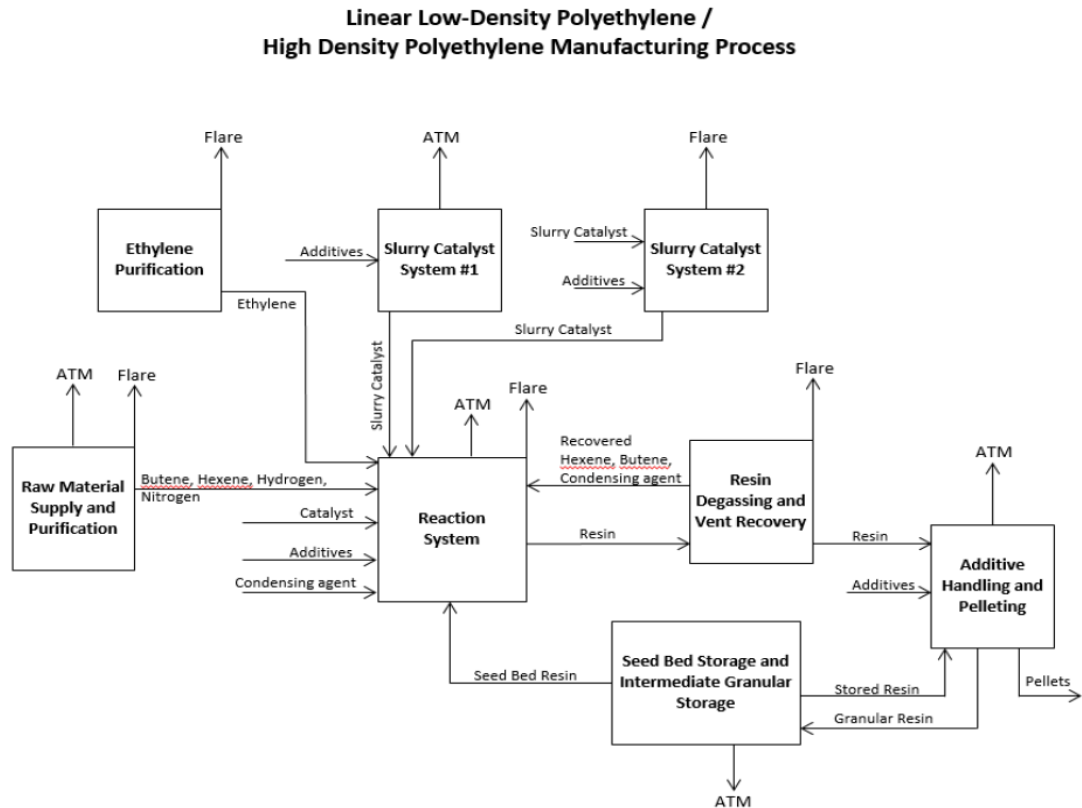 Linear Low-Density Polyethylene /
High Density Polyethylene Manufacturing Process
Flare
ATM
Flare
Ethylene
Purification
Additives
Slurry Catalyst
System #1
Slurry Catalyst
Additives
Slurry Catalyst
System #2
Ethylene
Slurry Catalyst
Slurry Catalyst
ATM
Flare
ATM
Flare
Flare
Raw Material
Supply and
Purification
Butene, Hexene, Hydrogen,
Nitrogen
Catalyst
Additives
Condensing agent
Reaction
System
Recovered
Hexene, Butene,
Condensing agent
Resin
Resin
Degassing and
Vent Recovery
Resin
Additives
ATM
Additive
Handling and
Pelleting
Seed Bed Resin
Seed Bed Storage and
Intermediate Granular
Storage
Stored Resin
Granular Resin
Pellets
ATM